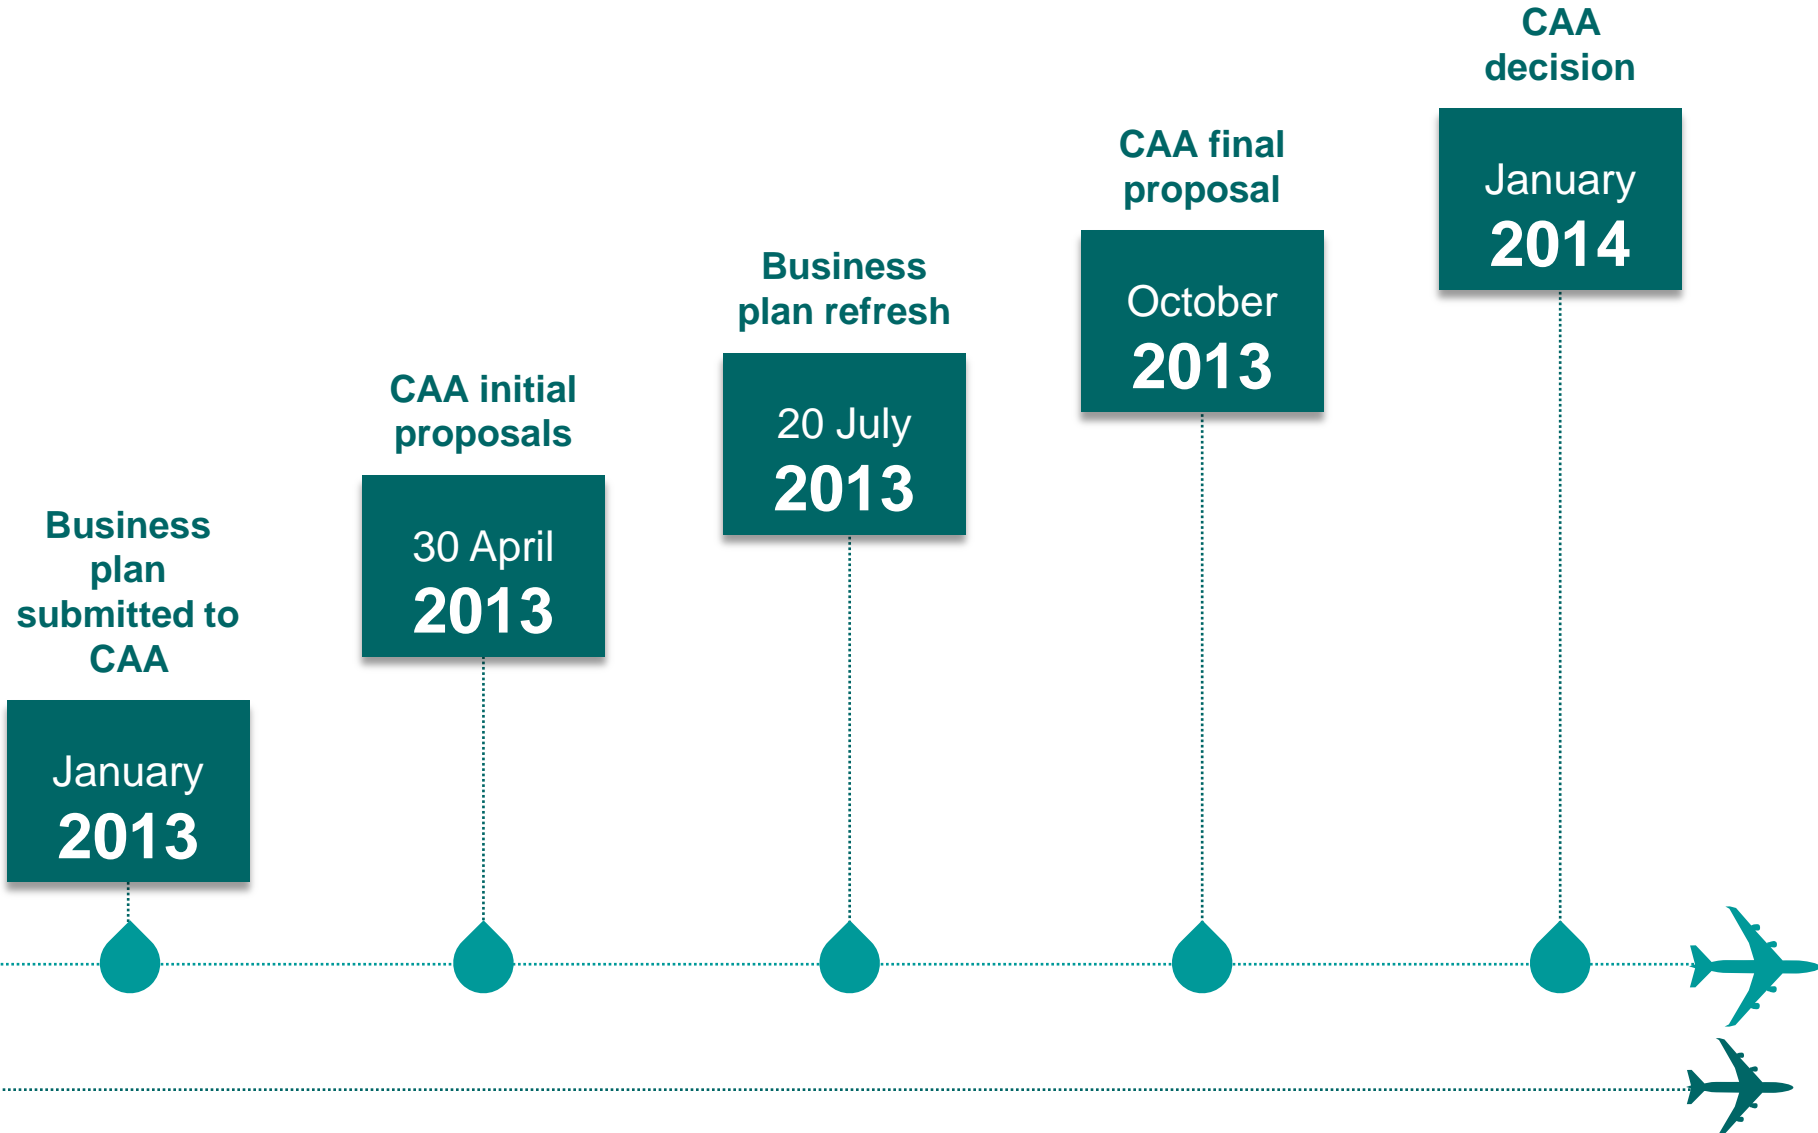 Business
plan
submitted to
CAA
January
2013
CAA initial
proposals
30 April
2013
Business
plan refresh
20 July
2013
CAA final
proposal
October
2013
CAA
decision
January
2014